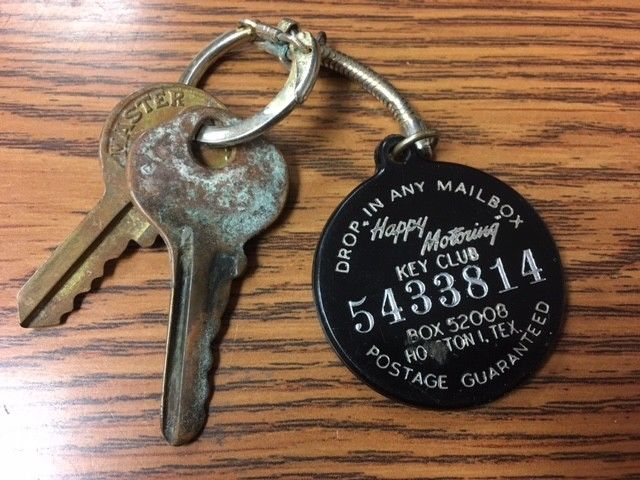 MASTER
DROP IN ANY MAILBOX
"Happy
Motoring"
KEY CLUB
5433814
BOX 52008
HOUSTON 1, TEX.
POSTAGE GUARANTEED